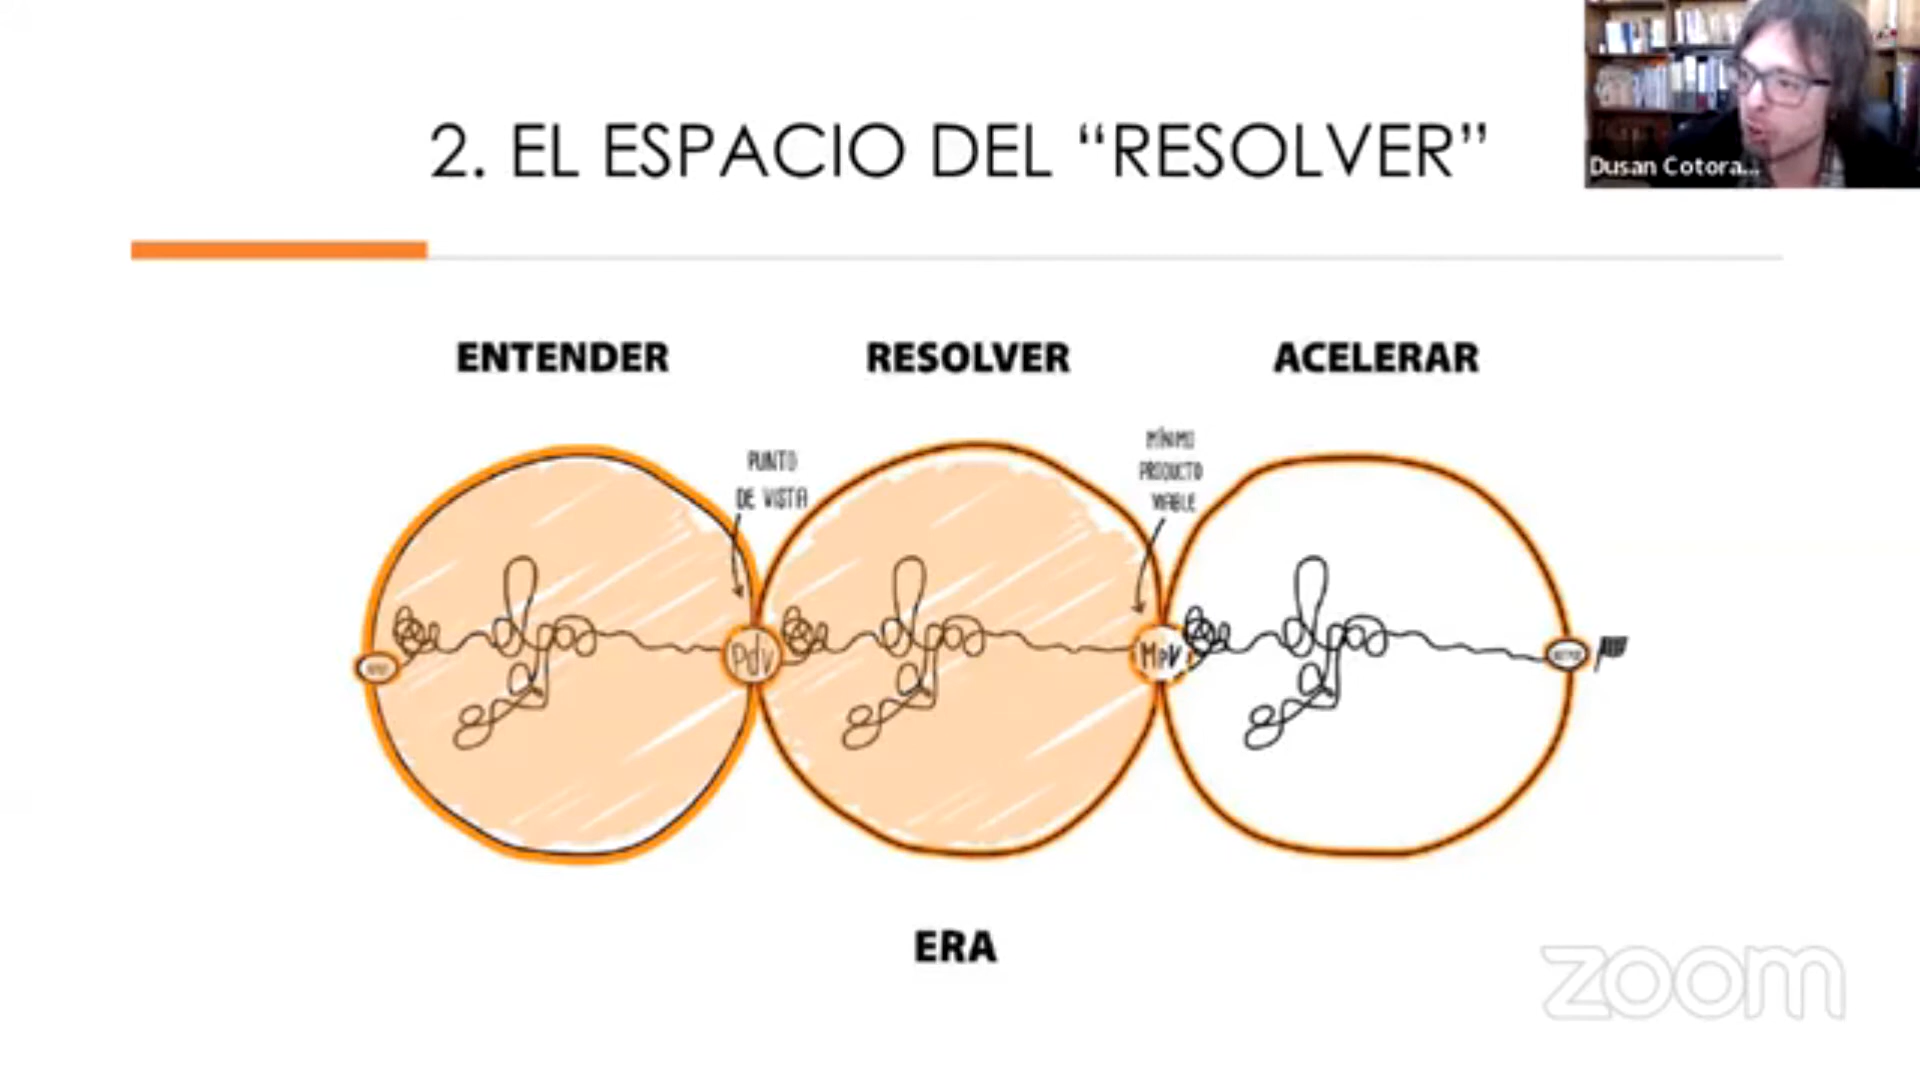 2. EL ESPACIO DEL “RESOLVER”
Dusan Cotora...
ENTENDER
RESOLVER
ACELERAR
PUNTO
DE VISTA
MÍNIMO
PRODUCTO
VIABLE
PdV
MpV
ERA
zoom